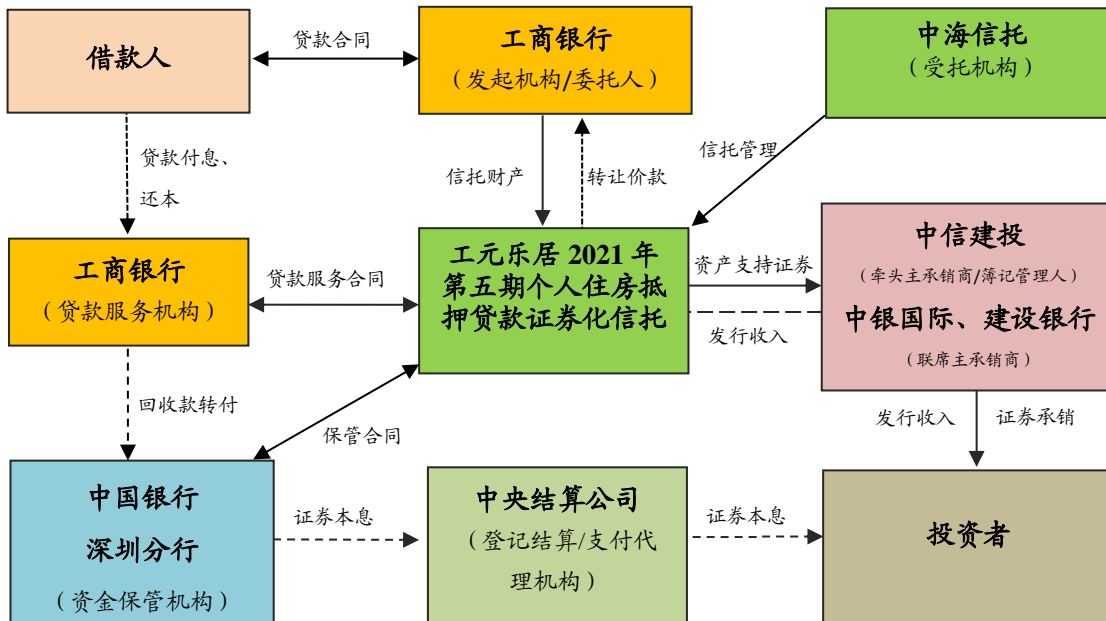 借款人
贷款合同
工商银行
（发起机构/委托人）
中海信托
（受托机构）
贷款付息、
还本
信托财产
转让价款
信托管理
工商银行
（贷款服务机构）
贷款服务合同
工元乐居 2021 年
第五期个人住房抵
押贷款证券化信托
资产支持证券
发行收入
中信建投
（牵头主承销商/簿记管理人）
中银国际、建设银行
（联席主承销商）
回收款转付
保管合同
发行收入
证券承销
中国银行
深圳分行
（资金保管机构）
证券本息
中央结算公司
（登记结算/支付代
理机构）
证券本息
投资者